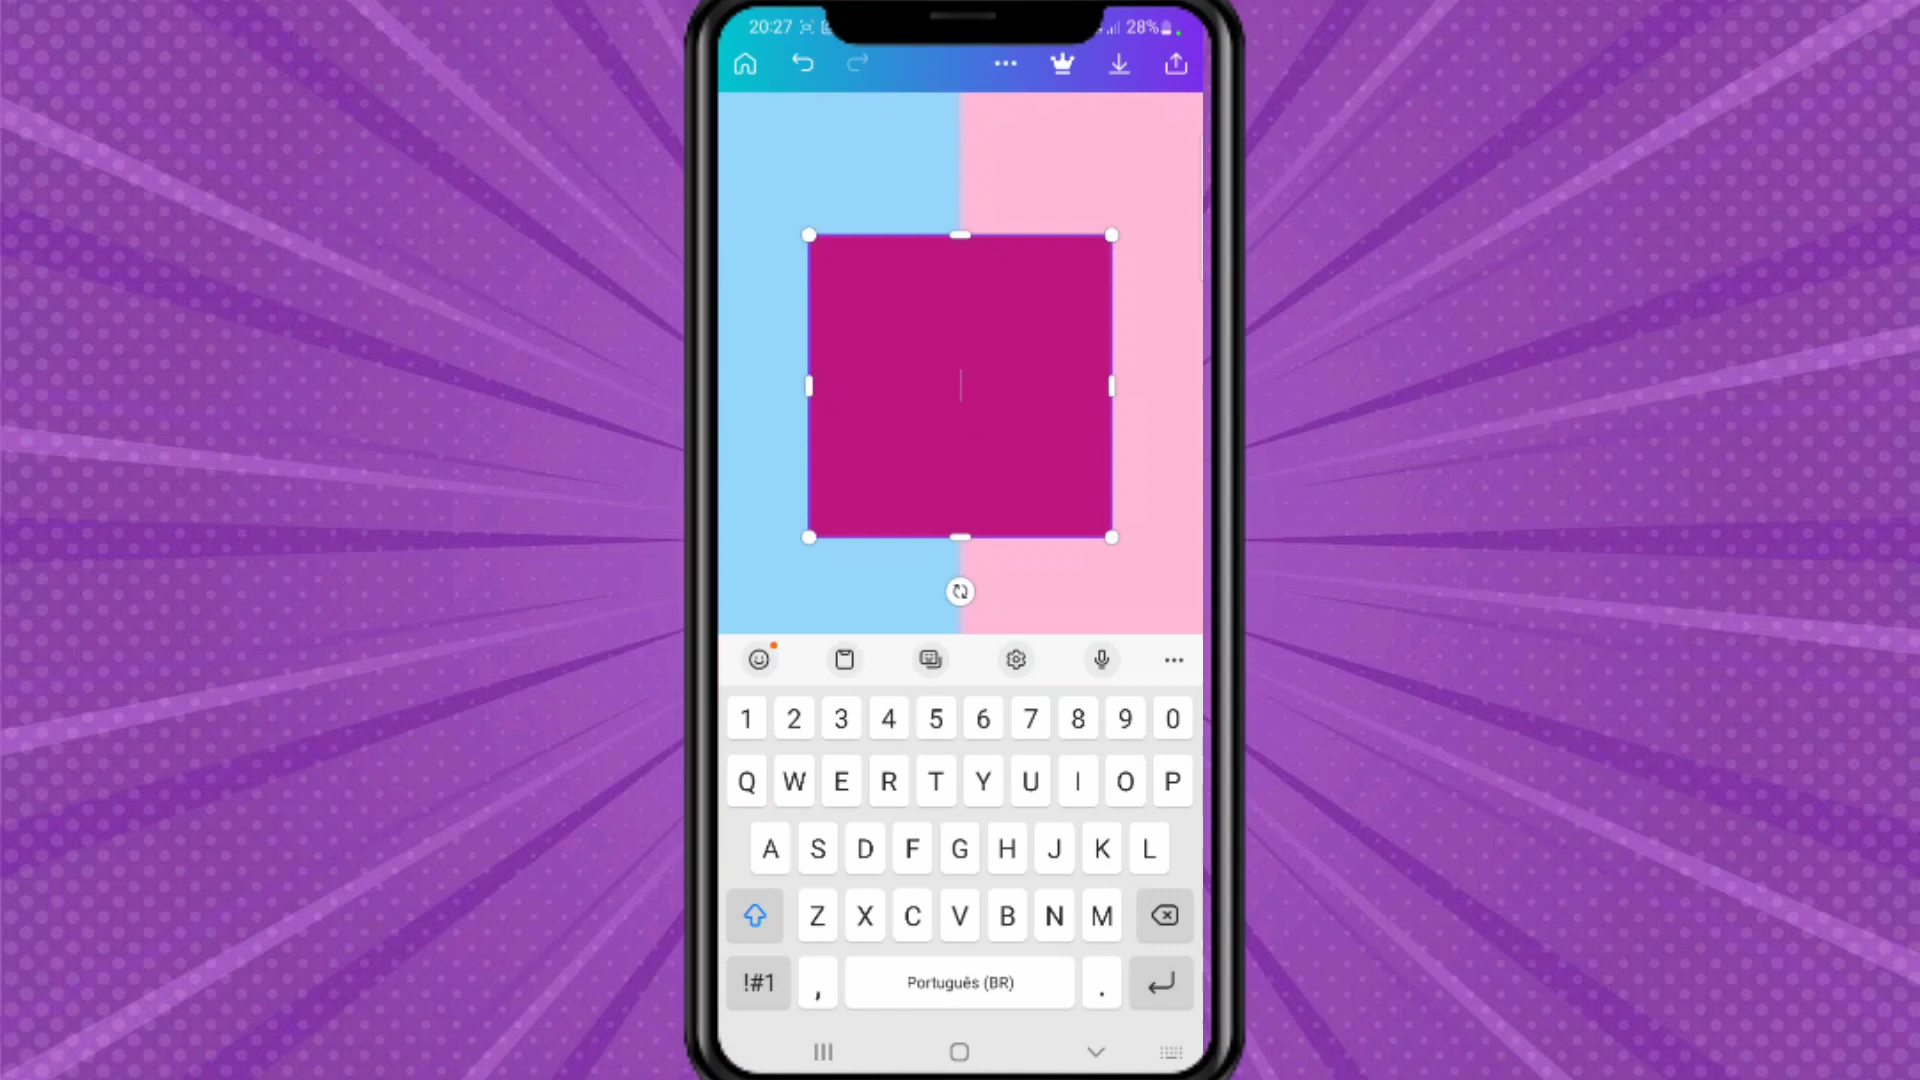 20:27 28%
1 2 3 4 5 6 7 8 9 0
Q W E R T Y U I O P
A S D F G H J K L
Z X C V B N M
!#1 , Português (BR) .